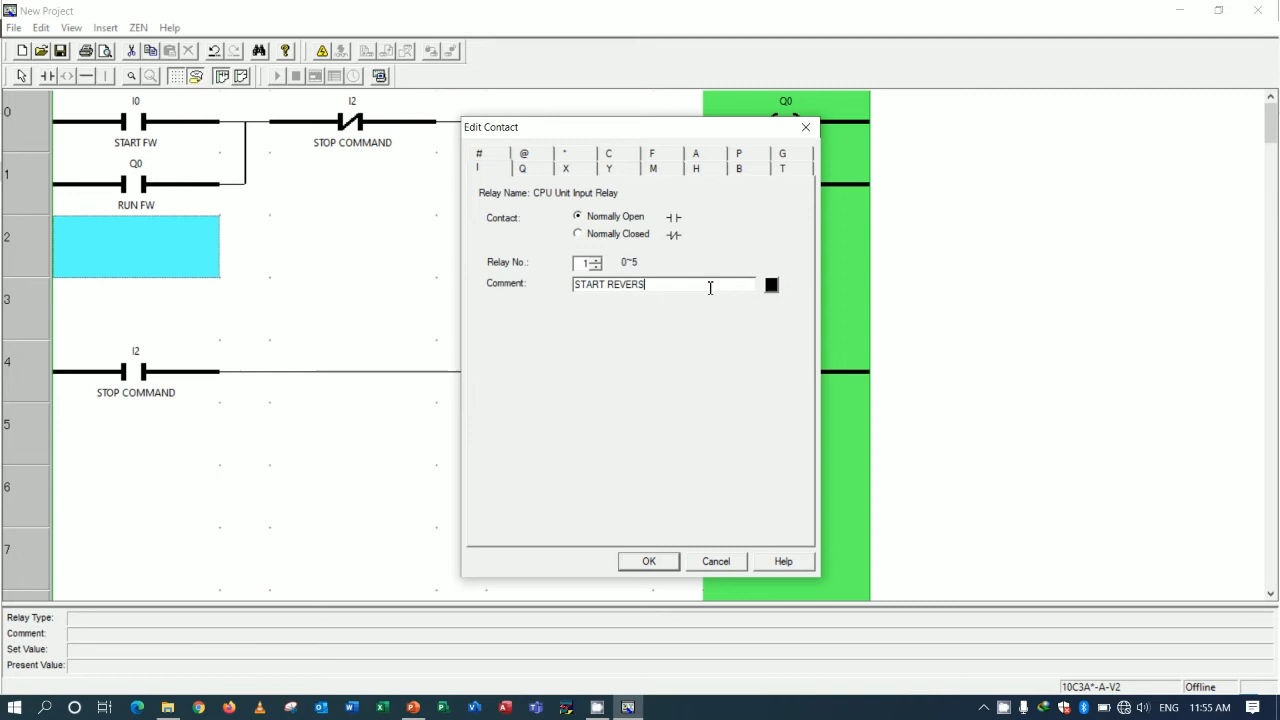 New Project
File Edit View Insert ZEN Help
0
I0
START FW
I2
STOP COMMAND
Q0
1
Q0
RUN FW
2
3
4
I2
STOP COMMAND
5
6
7
Edit Contact
# @ * C F A P G
I Q X Y M H B T
Relay Name: CPU Unit Input Relay
Contact: Normally Open
Normally Closed
Relay No.: 1 0~5
Comment: START REVERS
OK Cancel Help
Relay Type:
Comment:
Set Value:
Present Value:
10C3A*-A-V2 Offline
ENG 11:55 AM